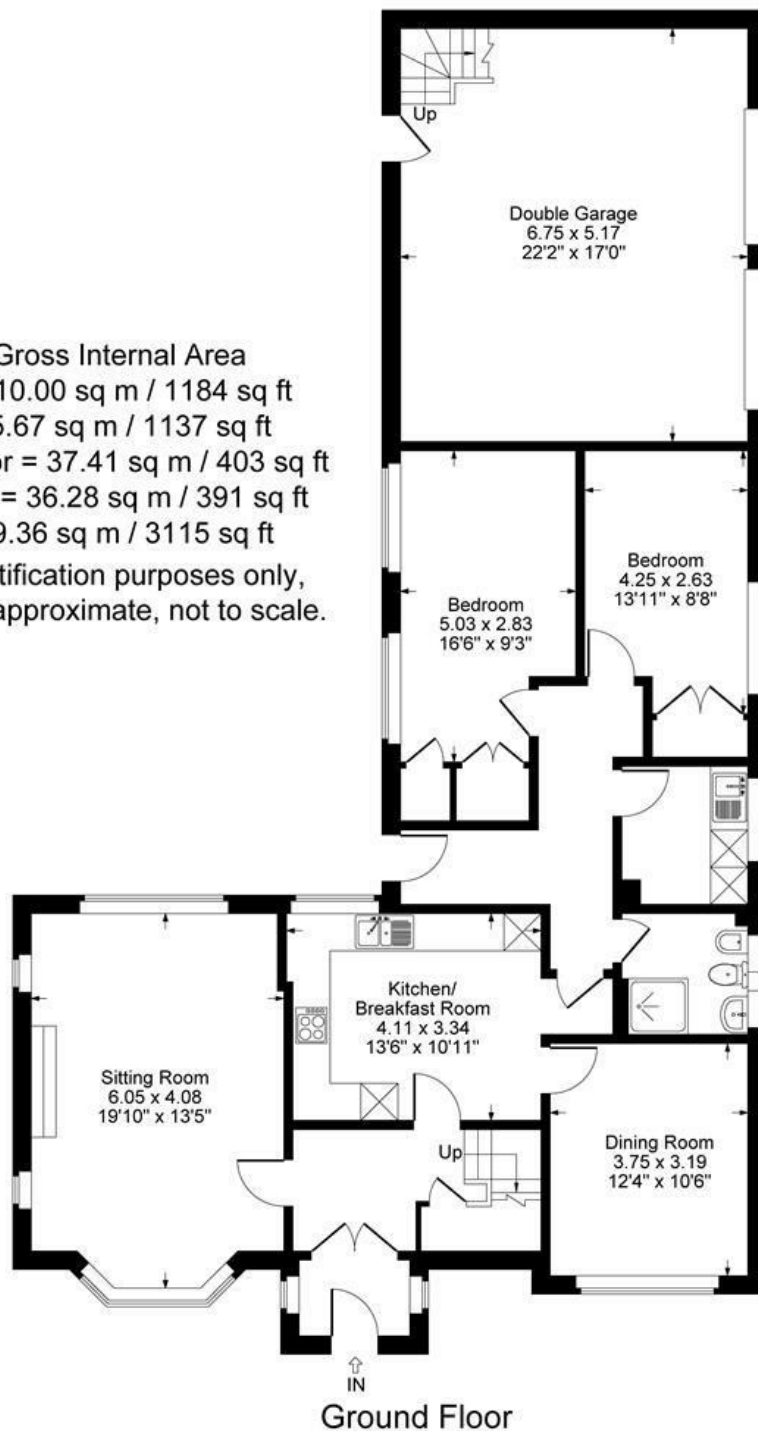 Up
Double Garage
6.75 x 5.17
22'2" x 17'0"
Gross Internal Area
10.00 sq m / 1184 sq ft
5.67 sq m / 1137 sq ft
or = 37.41 sq m / 403 sq ft
= 36.28 sq m / 391 sq ft
9.36 sq m / 3115 sq ft
tification purposes only,
approximate, not to scale.
Bedroom
4.25 x 2.63
13'11" x 8'8"
Bedroom
5.03 x 2.83
16'6" x 9'3"
Kitchen/
Breakfast Room
4.11 x 3.34
13'6" x 10'11"
Sitting Room
6.05 x 4.08
19'10" x 13'5"
Up
Dining Room
3.75 x 3.19
12'4" x 10'6"
IN
Ground Floor